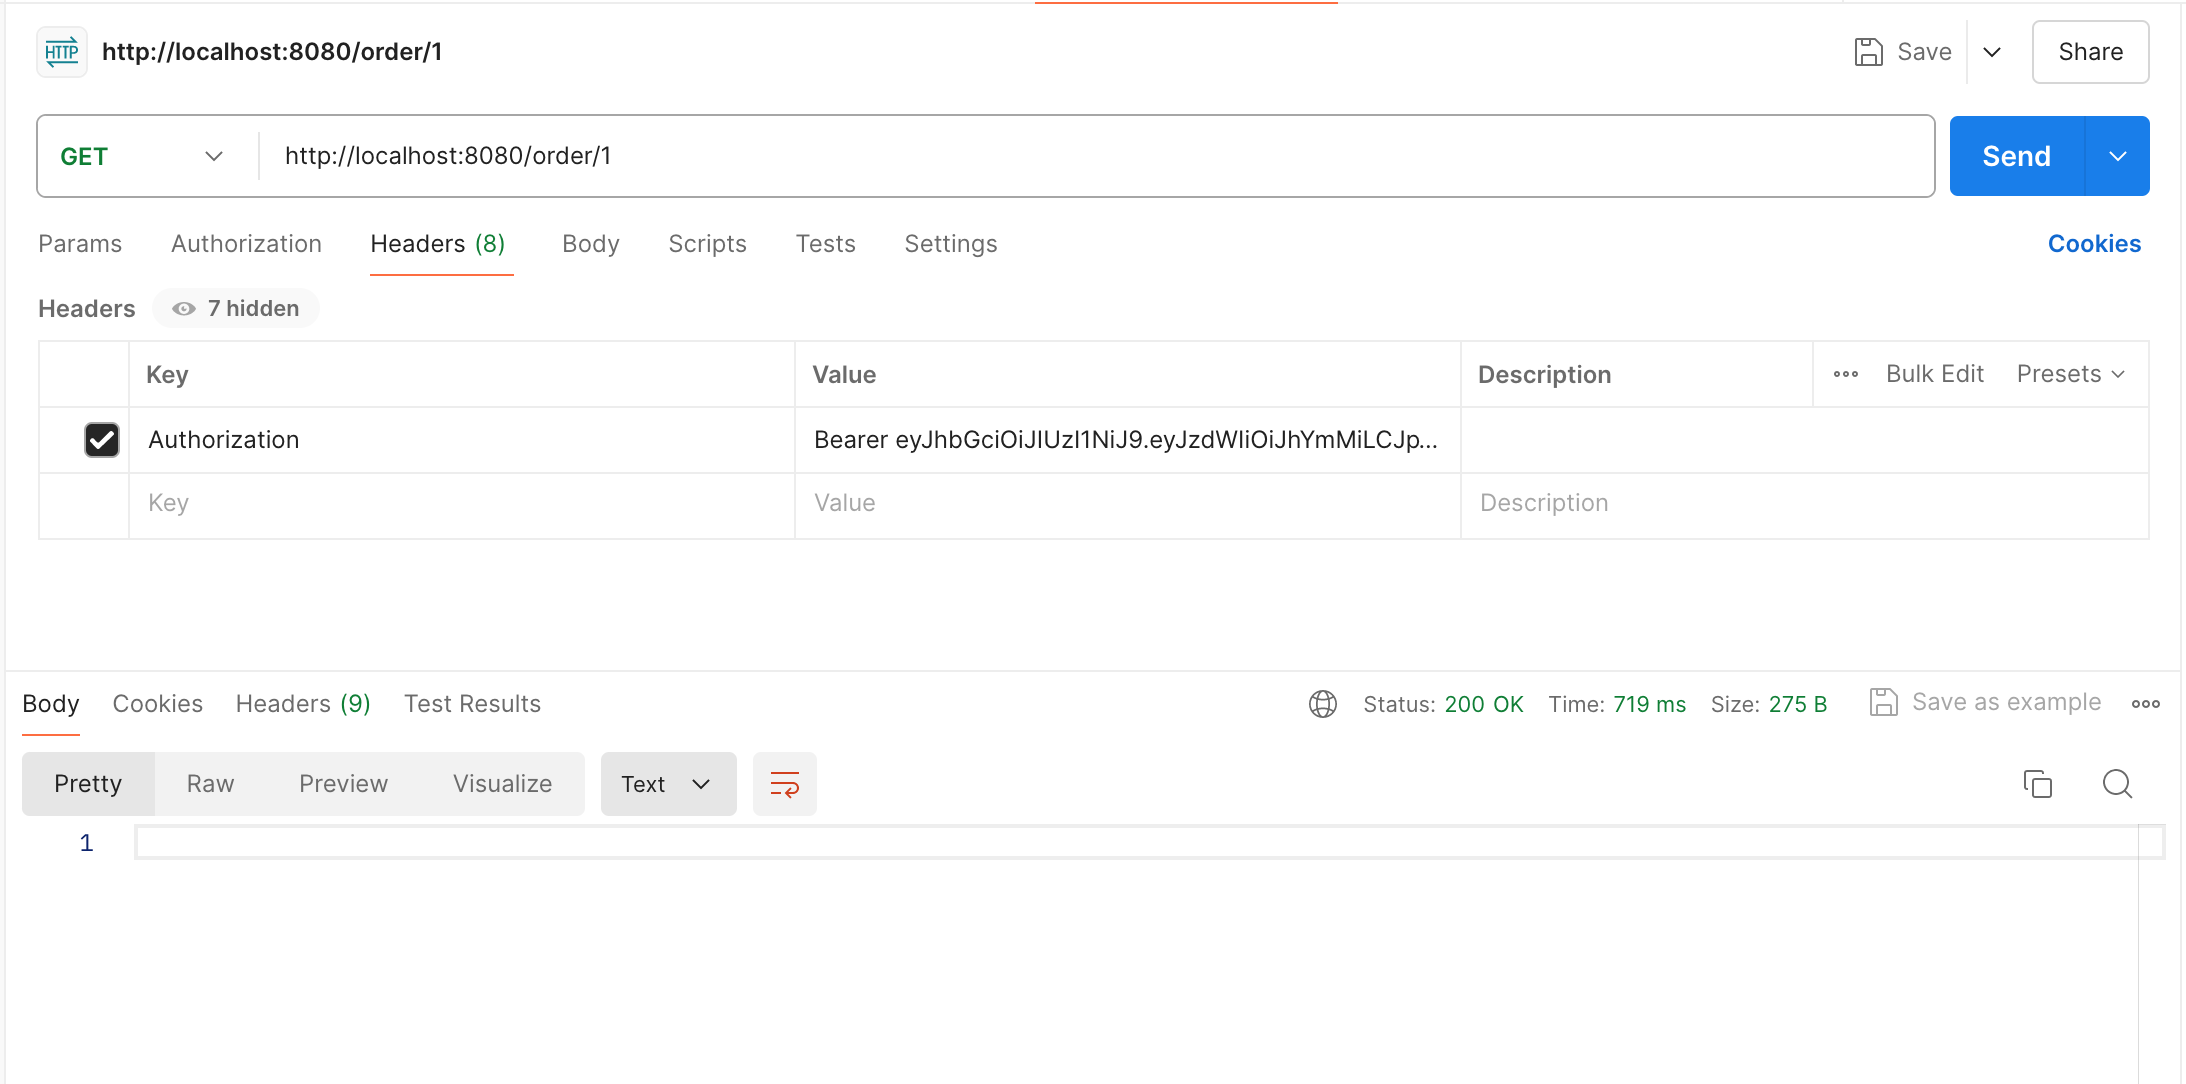 HTTP http://localhost:8080/order/1 Save Share
GET http://localhost:8080/order/1 Send
Params Authorization Headers (8) Body Scripts Tests Settings Cookies
Headers 7 hidden
Key Value Description Bulk Edit Presets
Authorization Bearer eyJhbGciOiJIUzI1NiJ9.eyJzdWIiOiJhYmMiLCJp...
Key Value Description
Body Cookies Headers (9) Test Results Status: 200 OK Time: 719 ms Size: 275 B Save as example
Pretty Raw Preview Visualize Text
1